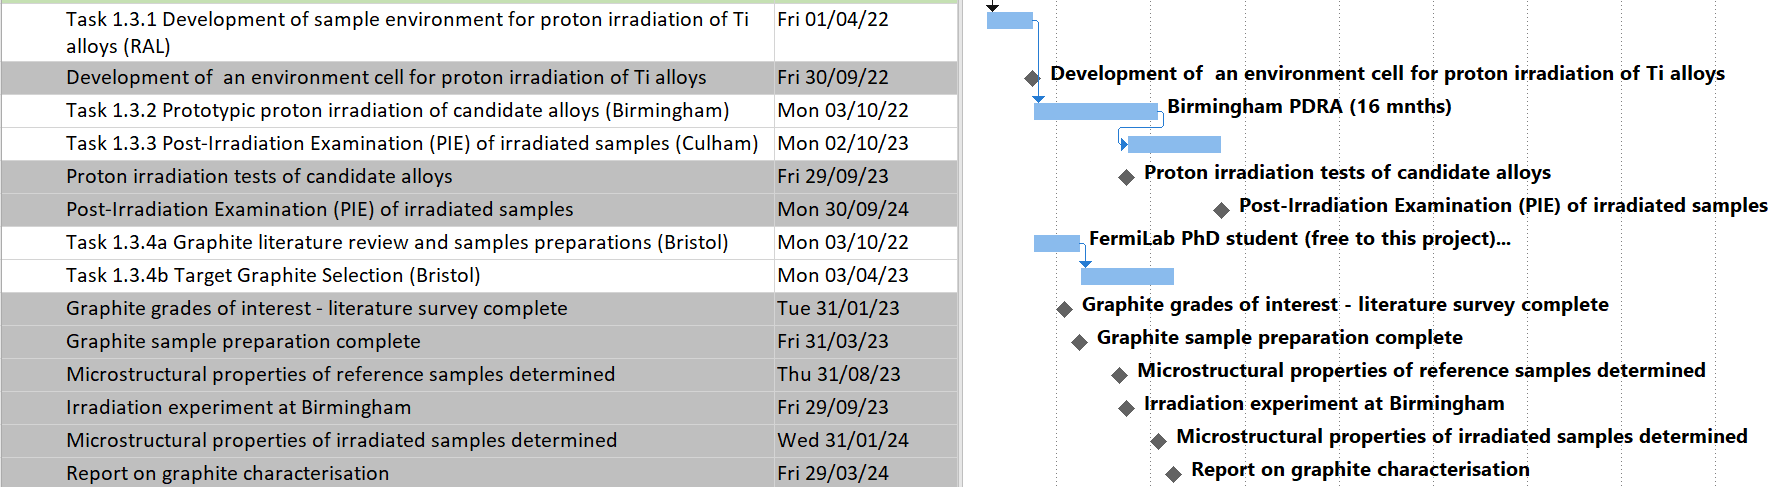 Task 1.3.1 Development of sample environment for proton irradiation of Ti alloys (RAL) Fri 01/04/22
Development of  an environment cell for proton irradiation of Ti alloys Fri 30/09/22 Development of  an environment cell for proton irradiation of Ti alloys
Task 1.3.2 Prototypic proton irradiation of candidate alloys (Birmingham) Mon 03/10/22 Birmingham PDRA (16 mnths)
Task 1.3.3 Post-Irradiation Examination (PIE) of irradiated samples (Culham) Mon 02/10/23
Proton irradiation tests of candidate alloys Fri 29/09/23 Proton irradiation tests of candidate alloys
Post-Irradiation Examination (PIE) of irradiated samples Mon 30/09/24 Post-Irradiation Examination (PIE) of irradiated samples
Task 1.3.4a Graphite literature review and samples preparations (Bristol) Mon 03/10/22 FermiLab PhD student (free to this project)...
Task 1.3.4b Target Graphite Selection (Bristol) Mon 03/04/23
Graphite grades of interest - literature survey complete Tue 31/01/23 Graphite grades of interest - literature survey complete
Graphite sample preparation complete Fri 31/03/23 Graphite sample preparation complete
Microstructural properties of reference samples determined Thu 31/08/23 Microstructural properties of reference samples determined
Irradiation experiment at Birmingham Fri 29/09/23 Irradiation experiment at Birmingham
Microstructural properties of irradiated samples determined Wed 31/01/24 Microstructural properties of irradiated samples determined
Report on graphite characterisation Fri 29/03/24 Report on graphite characterisation